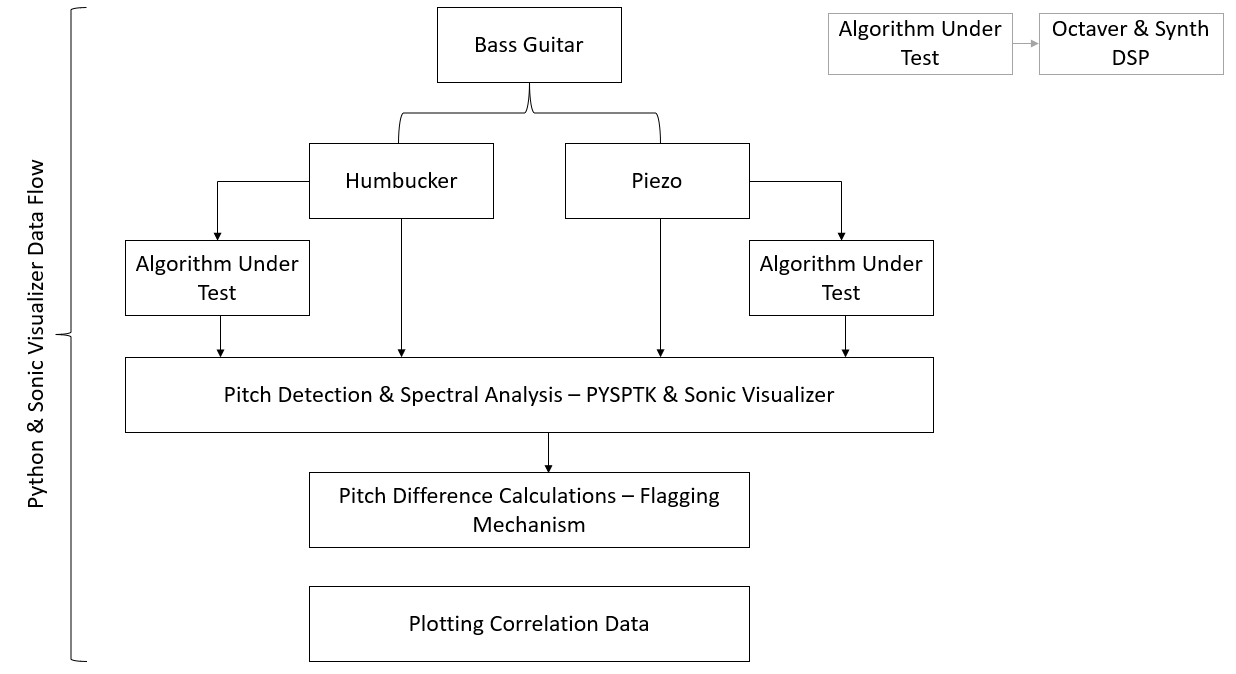 Bass Guitar
Algorithm Under
Test
Octaver & Synth
DSP
Python & Sonic Visualizer Data Flow
Humbucker
Piezo
Algorithm Under
Test
Algorithm Under
Test
Pitch Detection & Spectral Analysis – PYSPTK & Sonic Visualizer
Pitch Difference Calculations – Flagging
Mechanism
Plotting Correlation Data